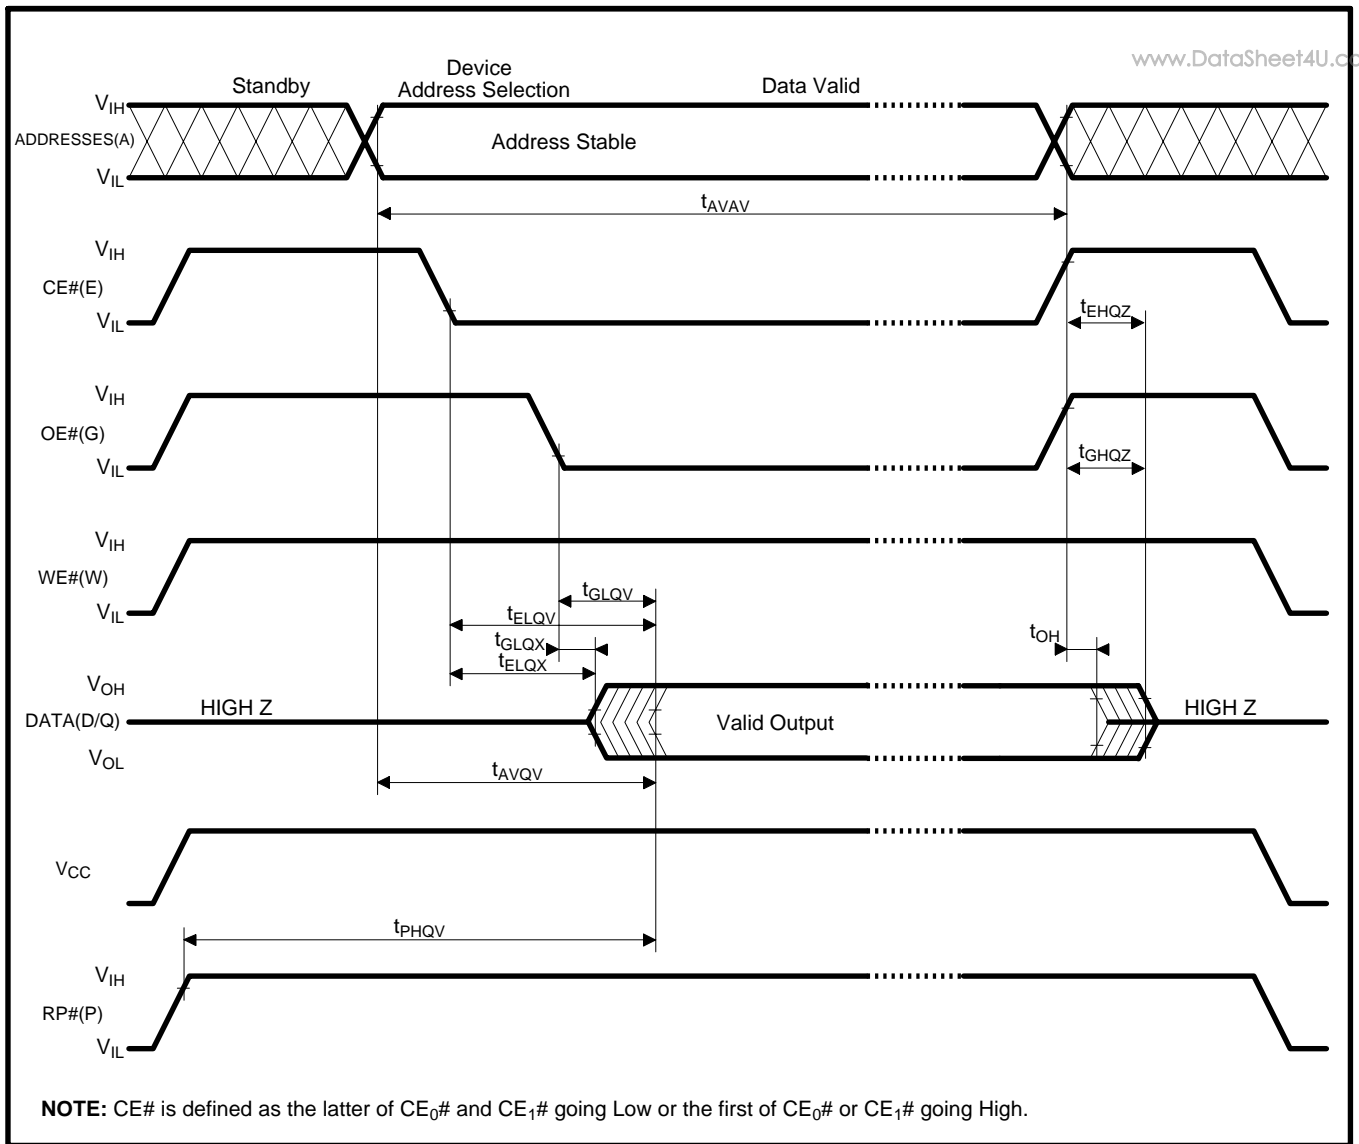 www.DataSheet4U.co
Device
Standby Address Selection Data Valid
VIH
ADDRESSES(A) Address Stable
VIL
tAVAV
VIH
CE#(E) tEHQZ
VIL
VIH
OE#(G) tGHQZ
VIL
VIH
WE#(W)
tGLQV
VIL
tELQV
tGLQX tOH
tELQX
VOH
DATA(D/Q) HIGH Z Valid Output HIGH Z
VOL
tAVQV
VCC
tPHQV
VIH
RP#(P)
VIL
NOTE: CE# is defined as the latter of CE0# and CE1# going Low or the first of CE0# or CE1# going High.